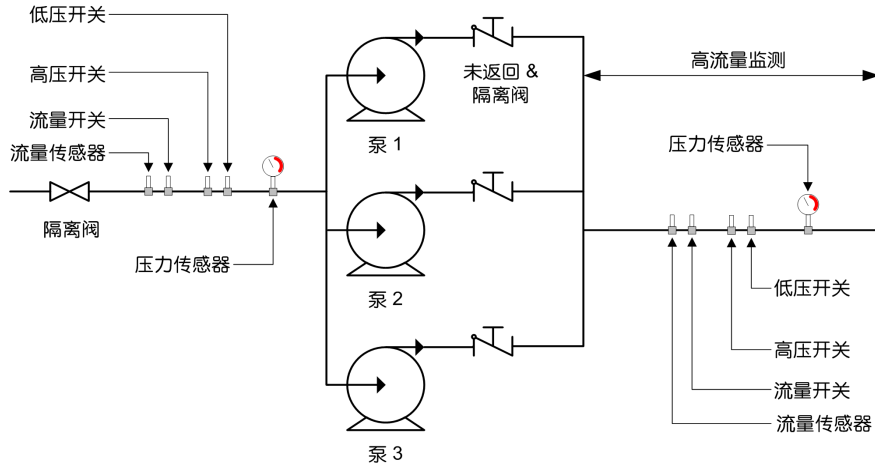 低压开关
高压开关
流量开关
流量传感器
隔离阀
压力传感器
泵 1
泵 2
泵 3
未返回 &
隔离阀
高流量监测
压力传感器
低压开关
高压开关
流量开关
流量传感器